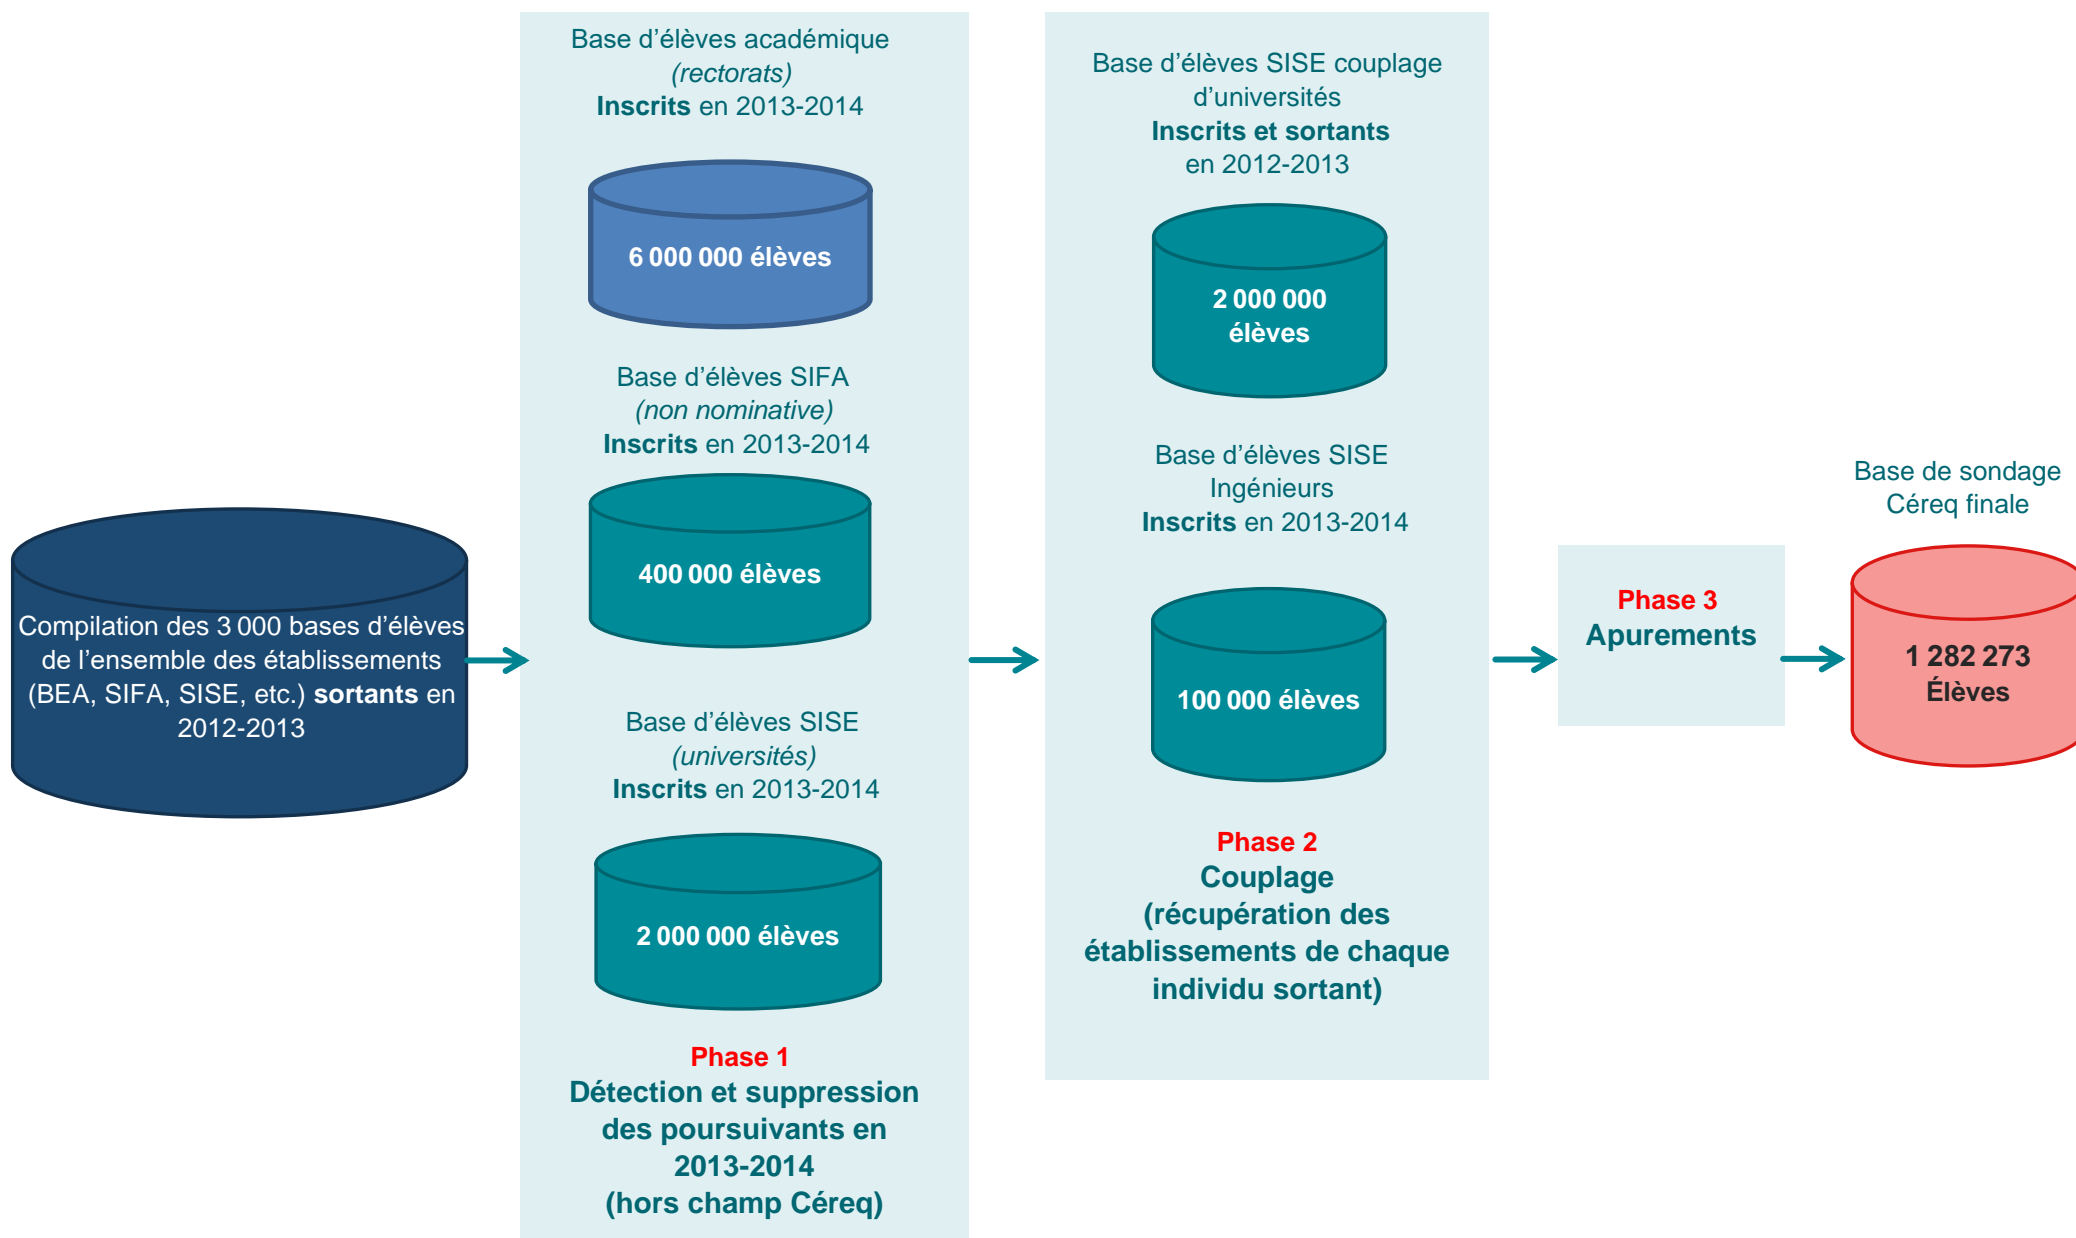 Compilation des 3 000 bases d’élèves
de l’ensemble des établissements
(BEA, SIFA, SISE, etc.) sortants en
2012-2013
Base d’élèves académique
(rectorats)
Inscrits en 2013-2014
6 000 000 élèves
Base d’élèves SIFA
(non nominative)
Inscrits en 2013-2014
400 000 élèves
Base d’élèves SISE
(universités)
Inscrits en 2013-2014
2 000 000 élèves
Phase 1
Détection et suppression
des poursuivants en
2013-2014
(hors champ Céreq)
Base d’élèves SISE couplage
d’universités
Inscrits et sortants
en 2012-2013
2 000 000
élèves
Base d’élèves SISE
Ingénieurs
Inscrits en 2013-2014
100 000 élèves
Phase 2
Couplage
(récupération des
établissements de chaque
individu sortant)
Phase 3
Apurements
Base de sondage
Céreq finale
1 282 273
Élèves